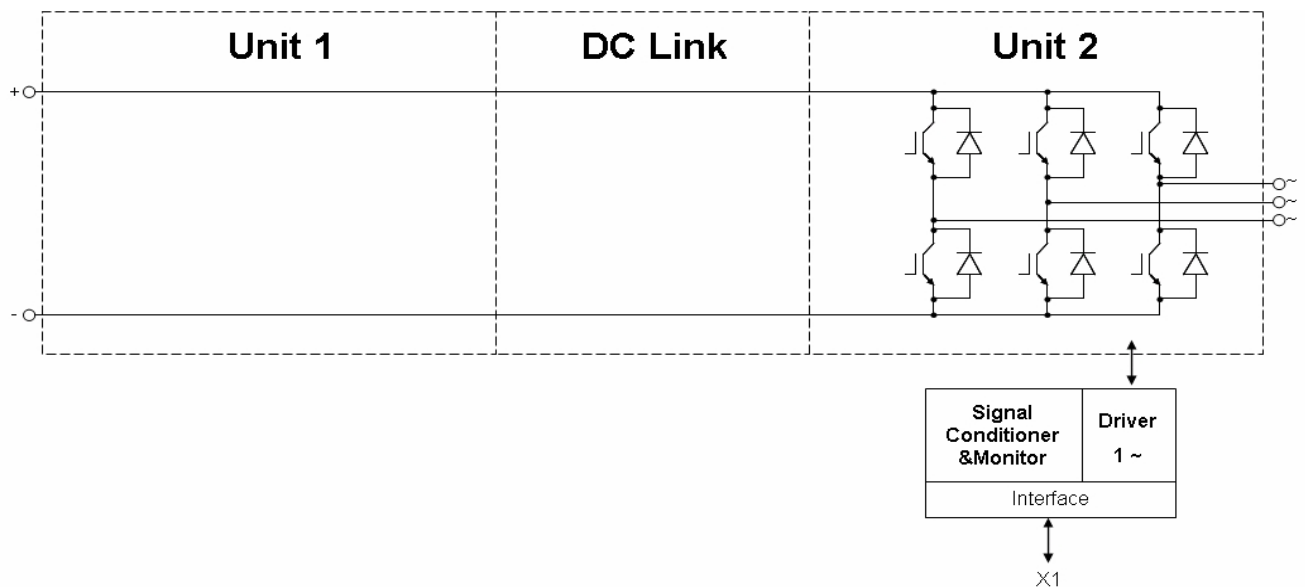 Unit 1
DC Link
Unit 2
+
~
~
~
-
Signal
Conditioner
&Monitor
Driver
1 ~
Interface
X1